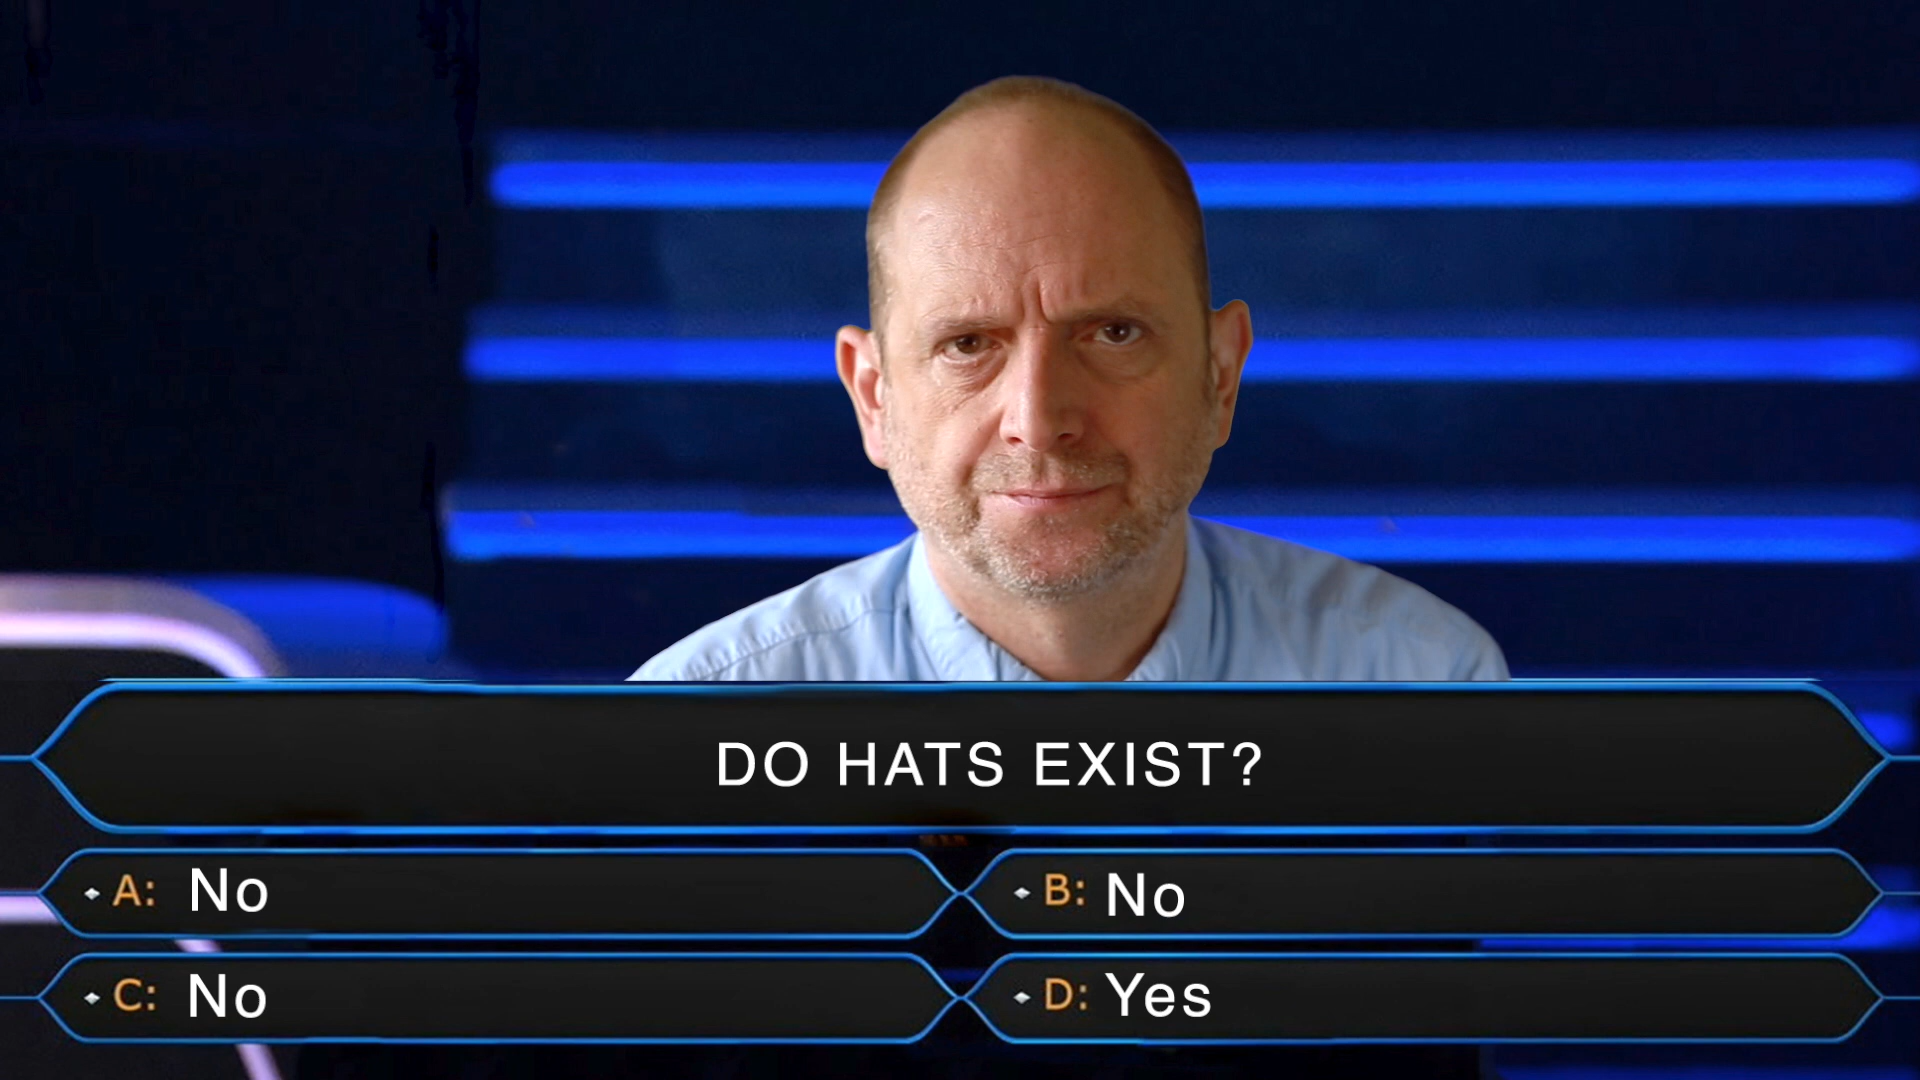 DO HATS EXIST?
A: No
B: No
C: No
D: Yes